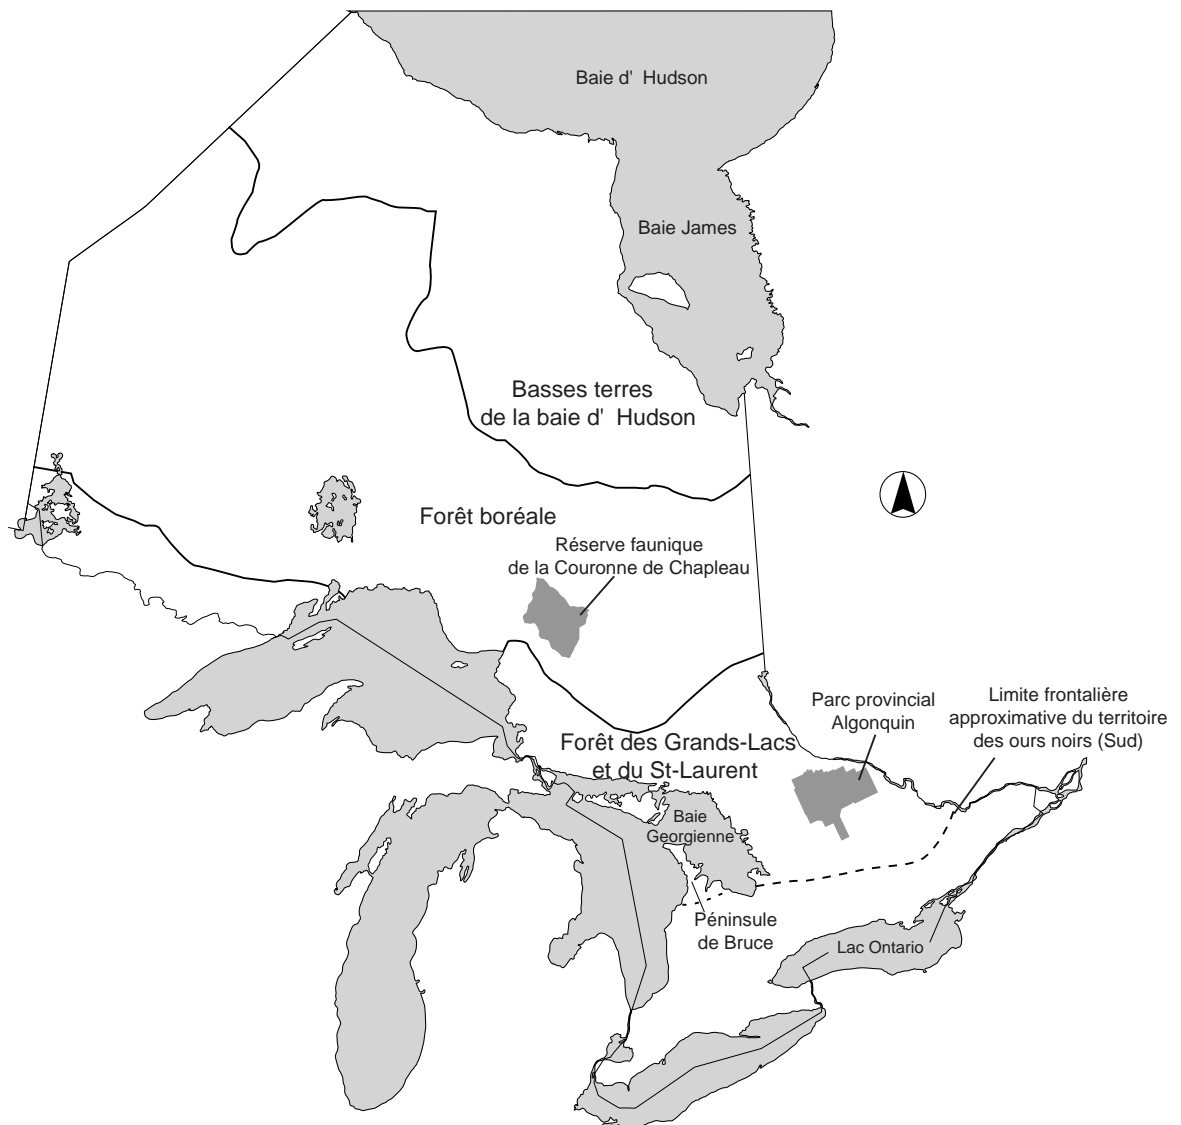 Baie d' Hudson
Baie James
Basses terres
de la baie d' Hudson
Forêt boréale
Réserve faunique
de la Couronne de Chapleau
Parc provincial
Algonquin
Limite frontalière
approximative du territoire
des ours noirs (Sud)
Forêt des Grands-Lacs
et du St-Laurent
Baie
Georgienne
Péninsule
de Bruce
Lac Ontario